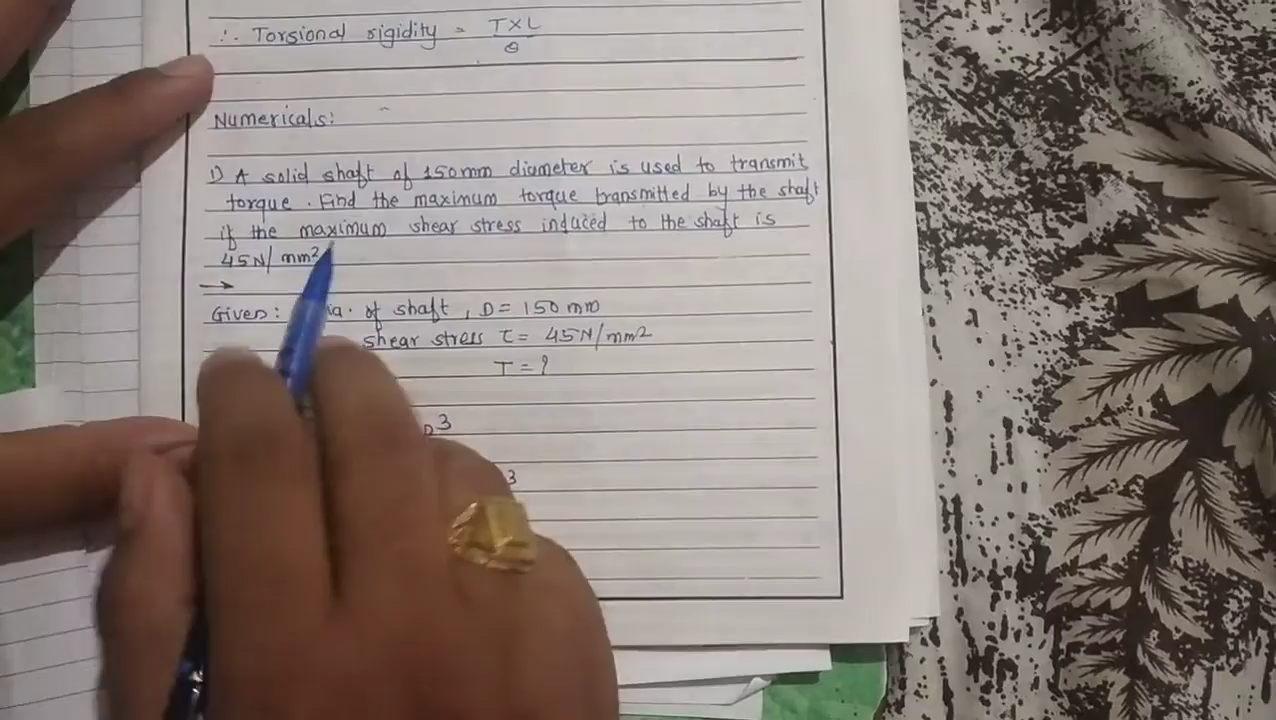 ∴ Torsional rigidity = T×L/θ
Numericals:
1) A solid shaft of 150mm diameter is used to transmit
torque. Find the maximum torque transmitted by the shaft
if the maximum shear stress induced to the shaft is
45N/mm²
→
Given: ia. of shaft, D = 150 mm
shear stress τ = 45N/mm²
T = ?
D³
3